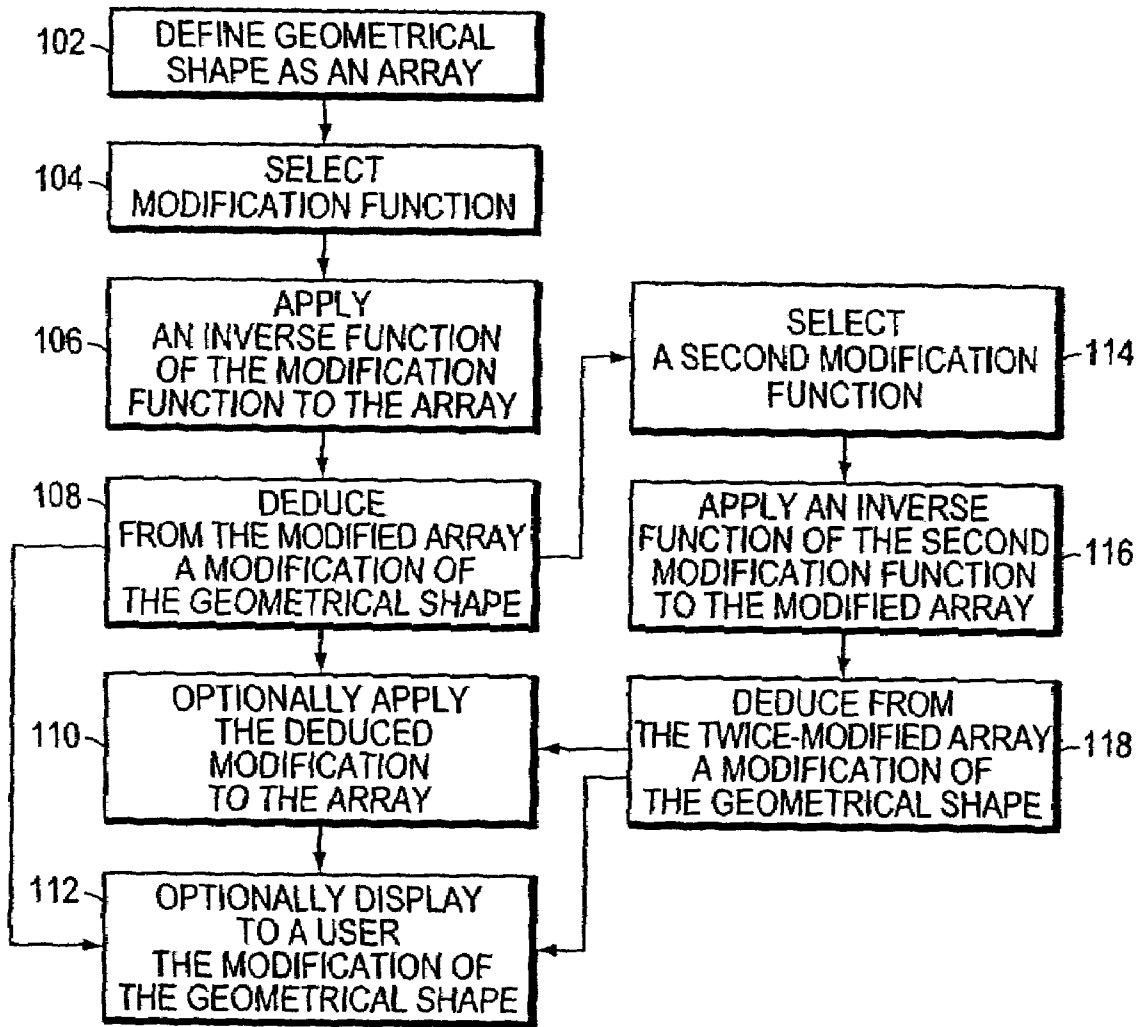 102
DEFINE GEOMETRICAL
SHAPE AS AN ARRAY
104
SELECT
MODIFICATION FUNCTION
106
APPLY
AN INVERSE FUNCTION
OF THE MODIFICATION
FUNCTION TO THE ARRAY
108
DEDUCE
FROM THE MODIFIED ARRAY
A MODIFICATION OF
THE GEOMETRICAL SHAPE
110
OPTIONALLY APPLY
THE DEDUCED
MODIFICATION
TO THE ARRAY
112
OPTIONALLY DISPLAY
TO A USER
THE MODIFICATION OF
THE GEOMETRICAL SHAPE
SELECT
A SECOND MODIFICATION
FUNCTION
114
APPLY AN INVERSE
FUNCTION OF THE SECOND
MODIFICATION FUNCTION
TO THE MODIFIED ARRAY
116
DEDUCE FROM
THE TWICE-MODIFIED ARRAY
A MODIFICATION OF
THE GEOMETRICAL SHAPE
118